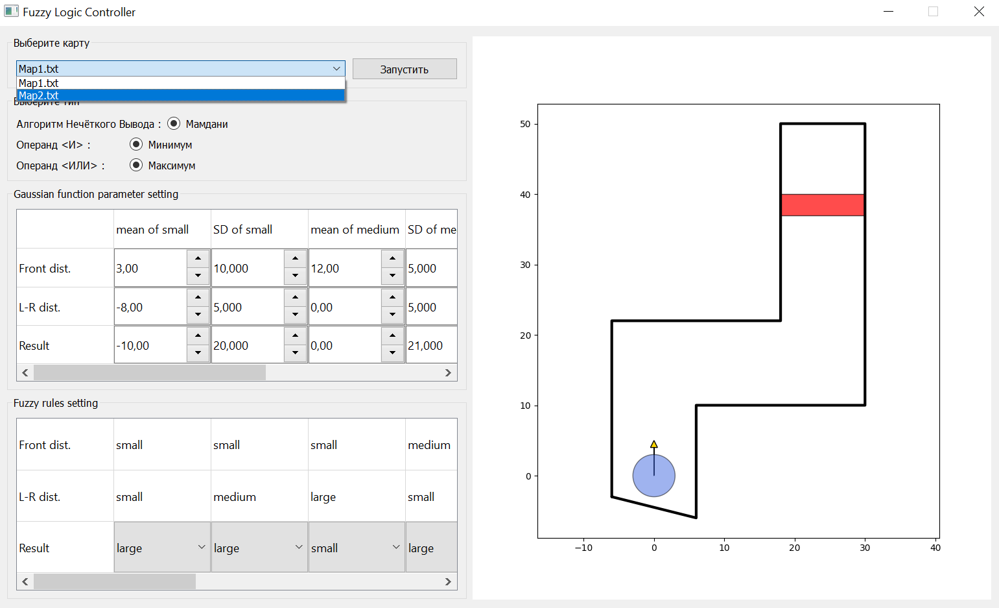 Fuzzy Logic Controller
Выберите карту
Map1.txt
Запустить
Map1.txt
Map2.txt
Выберите тип
Алгоритм Нечёткого Вывода : Мамдани
Операнд <И> : Минимум
Операнд <ИЛИ> : Максимум
Gaussian function parameter setting
mean of small SD of small mean of medium SD of me
Front dist. 3,00 10,000 12,00 5,000
L-R dist. -8,00 5,000 0,00 5,000
Result -10,00 20,000 0,00 21,000
Fuzzy rules setting
Front dist. small small small medium
L-R dist. small medium large small
Result large large small large
50
40
30
20
10
0
−10 0 10 20 30 40